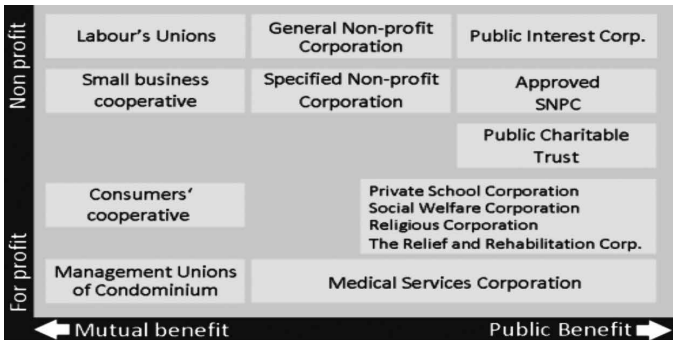 Non profit
For profit
Labour's Unions
General Non-profit
Corporation
Public Interest Corp.
Small business
cooperative
Specified Non-profit
Corporation
Approved
SNPC
Public Charitable
Trust
Consumers'
cooperative
Private School Corporation
Social Welfare Corporation
Religious Corporation
The Relief and Rehabilitation Corp.
Management Unions
of Condominium
Medical Services Corporation
Mutual benefit
Public Benefit